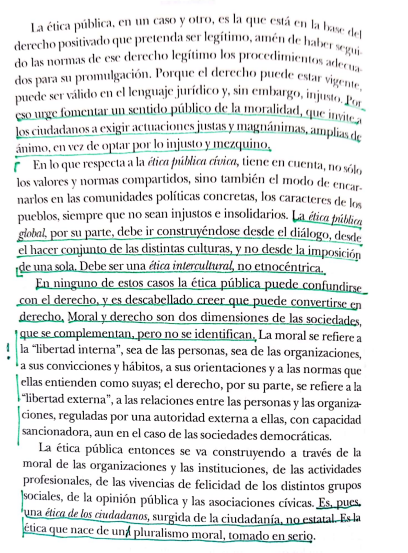 La ética pública, en un caso y otro, es la que está en la base del
derecho positivado que pretenda ser legítimo, amén de haber segui-
do las normas de ese derecho legítimo los procedimientos adecua-
dos para su promulgación. Porque el derecho puede estar vigente,
puede ser válido en el lenguaje jurídico y, sin embargo, injusto. Por
eso urge fomentar un sentido público de la moralidad, que invite a
los ciudadanos a exigir actuaciones justas y magnánimas, amplias de
ánimo, en vez de optar por lo injusto y mezquino.
En lo que respecta a la ética pública cívica, tiene en cuenta, no sólo
los valores y normas compartidos, sino también el modo de encar-
narlos en las comunidades políticas concretas, los caracteres de los
pueblos, siempre que no sean injustos e insolidarios. La ética pública
global, por su parte, debe ir construyéndose desde el diálogo, desde
el hacer conjunto de las distintas culturas, y no desde la imposición
de una sola. Debe ser una ética intercultural, no etnocéntrica.
En ninguno de estos casos la ética pública puede confundirse
con el derecho, y es descabellado creer que puede convertirse en
derecho. Moral y derecho son dos dimensiones de las sociedades,
que se complementan, pero no se identifican. La moral se refiere a
la “libertad interna”, sea de las personas, sea de las organizaciones,
a sus convicciones y hábitos, a sus orientaciones y a las normas que
ellas entienden como suyas; el derecho, por su parte, se refiere a la
“libertad externa”, a las relaciones entre las personas y las organiza-
ciones, reguladas por una autoridad externa a ellas, con capacidad
sancionadora, aun en el caso de las sociedades democráticas.
La ética pública entonces se va construyendo a través de la
moral de las organizaciones y las instituciones, de las actividades
profesionales, de las vivencias de felicidad de los distintos grupos
sociales, de la opinión pública y las asociaciones cívicas. Es, pues,
una ética de los ciudadanos, surgida de la ciudadanía, no estatal. Es la
ética que nace de un pluralismo moral, tomado en serio.